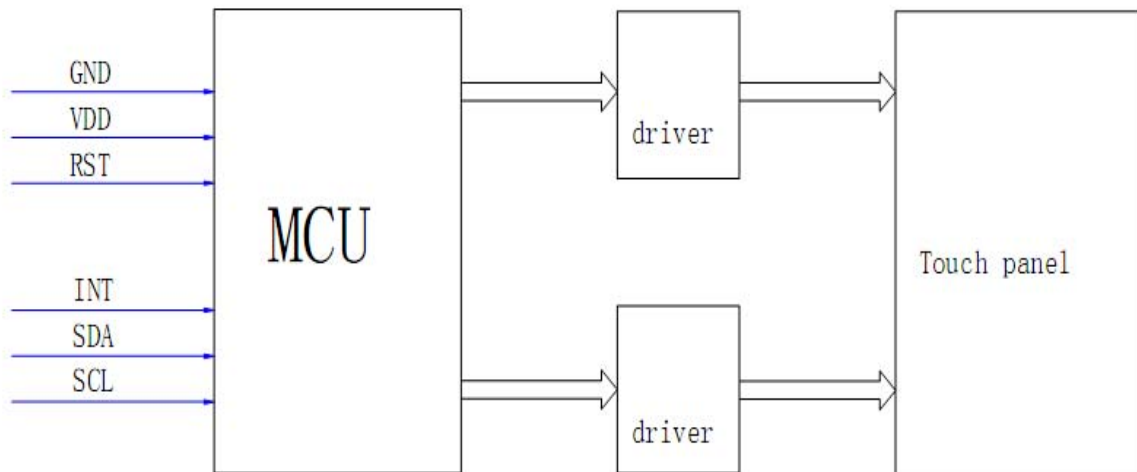 GND
VDD
RST
INT
SDA
SCL
MCU
driver
driver
Touch panel